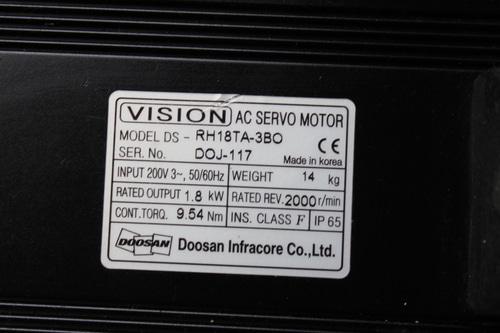 VISION AC SERVO MOTOR
MODEL DS - RH18TA-3BO
SER. No. DOJ-117 Made in korea
CE
INPUT 200V 3~, 50/60Hz WEIGHT 14 kg
RATED OUTPUT 1.8 kW RATED REV. 2000 r/min
CONT.TORQ. 9.54 Nm INS. CLASS F IP 65
DOOSAN Doosan Infracore Co.,Ltd.